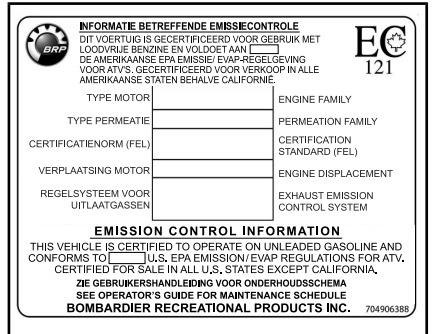 INFORMATIE BETREFFENDE EMISSIECONTROLE
DIT VOERTUIG IS GECERTIFICEERD VOOR GEBRUIK MET
LOODVRIJE BENZINE EN VOLDOET AAN
DE AMERIKAANSE EPA EMISSIE/ EVAP-REGELGEVING
VOOR ATV'S. GECERTIFICEERD VOOR VERKOOP IN ALLE
AMERIKAANSE STATEN BEHALVE CALIFORNIË.
BRP
EC
121
TYPE MOTOR ENGINE FAMILY
TYPE PERMEATIE PERMEATION FAMILY
CERTIFICATIENORM (FEL) CERTIFICATION
STANDARD (FEL)
VERPLAATSING MOTOR ENGINE DISPLACEMENT
REGELSYSTEEM VOOR EXHAUST EMISSION
UITLAATGASSEN CONTROL SYSTEM
EMISSION CONTROL INFORMATION
THIS VEHICLE IS CERTIFIED TO OPERATE ON UNLEADED GASOLINE AND
CONFORMS TO U.S. EPA EMISSION/EVAP REGULATIONS FOR ATV.
CERTIFIED FOR SALE IN ALL U.S. STATES EXCEPT CALIFORNIA.
ZIE GEBRUIKERSHANDLEIDING VOOR ONDERHOUDSSCHEMA
SEE OPERATOR'S GUIDE FOR MAINTENANCE SCHEDULE
BOMBARDIER RECREATIONAL PRODUCTS INC. 704906388